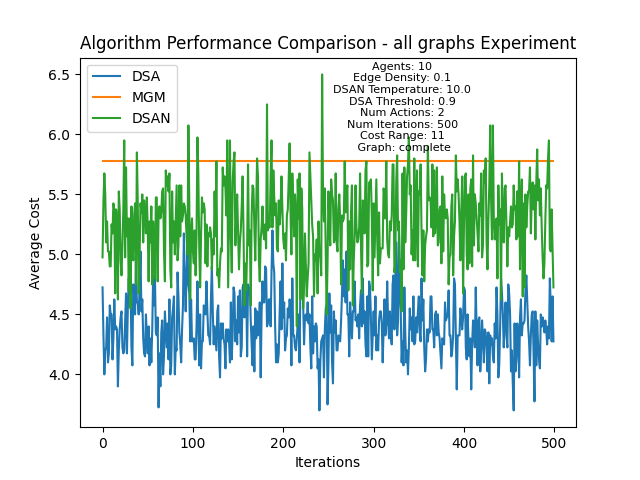 Algorithm Performance Comparison - all graphs Experiment
DSA
MGM
DSAN
Agents: 10
Edge Density: 0.1
DSAN Temperature: 10.0
DSA Threshold: 0.9
Num Actions: 2
Num Iterations: 500
Cost Range: 11
Graph: complete
Average Cost
6.5
6.0
5.5
5.0
4.5
4.0
0
100
200
300
400
500
Iterations